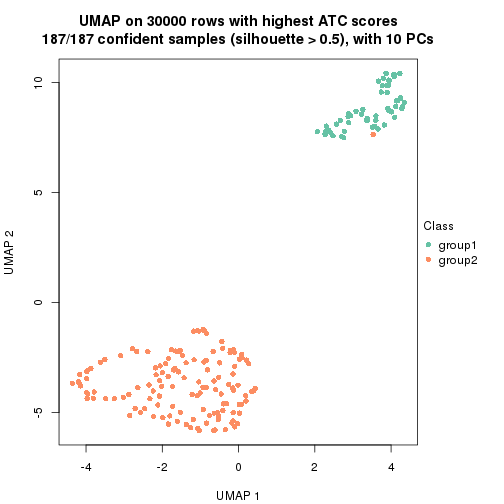 UMAP on 30000 rows with highest ATC scores
187/187 confident samples (silhouette > 0.5), with 10 PCs
10
5
0
-5
UMAP 2
-4
-2
0
2
4
UMAP 1
Class
group1
group2